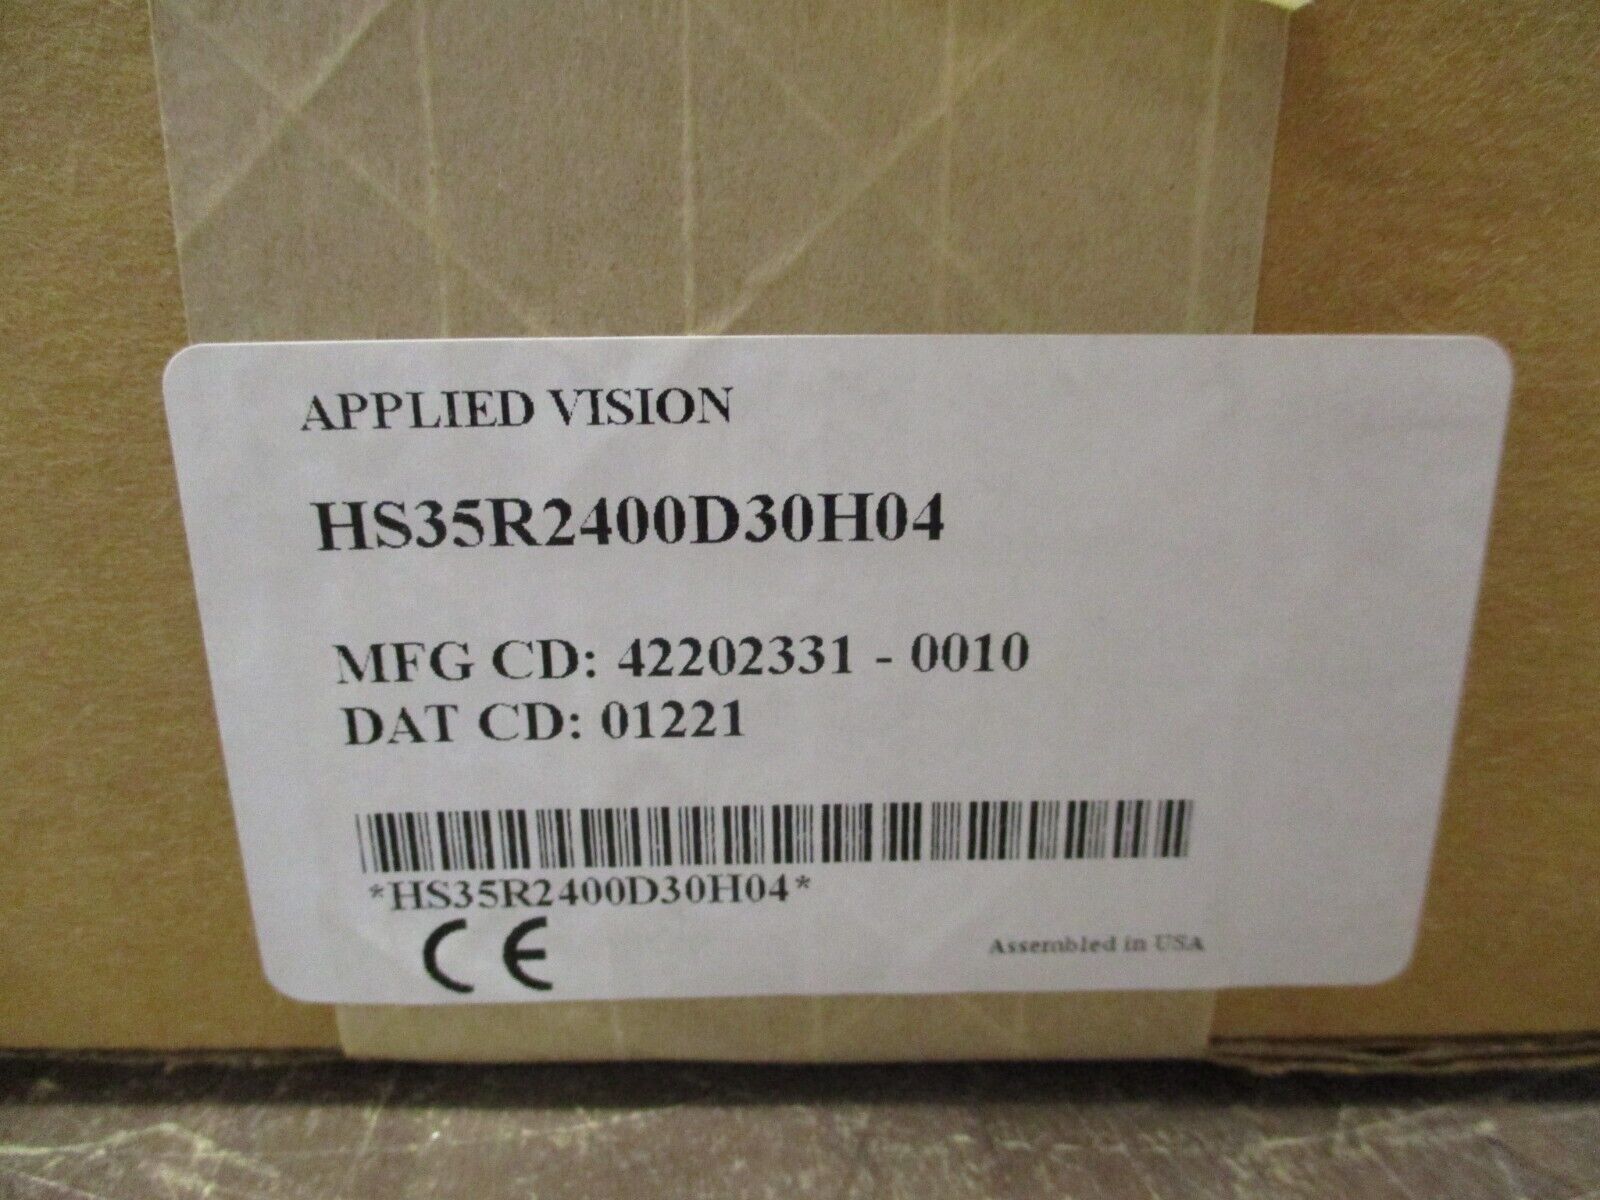 APPLIED VISION
HS35R2400D30H04
MFG CD: 42202331 - 0010
DAT CD: 01221
*HS35R2400D30H04*
CE
Assembled in USA